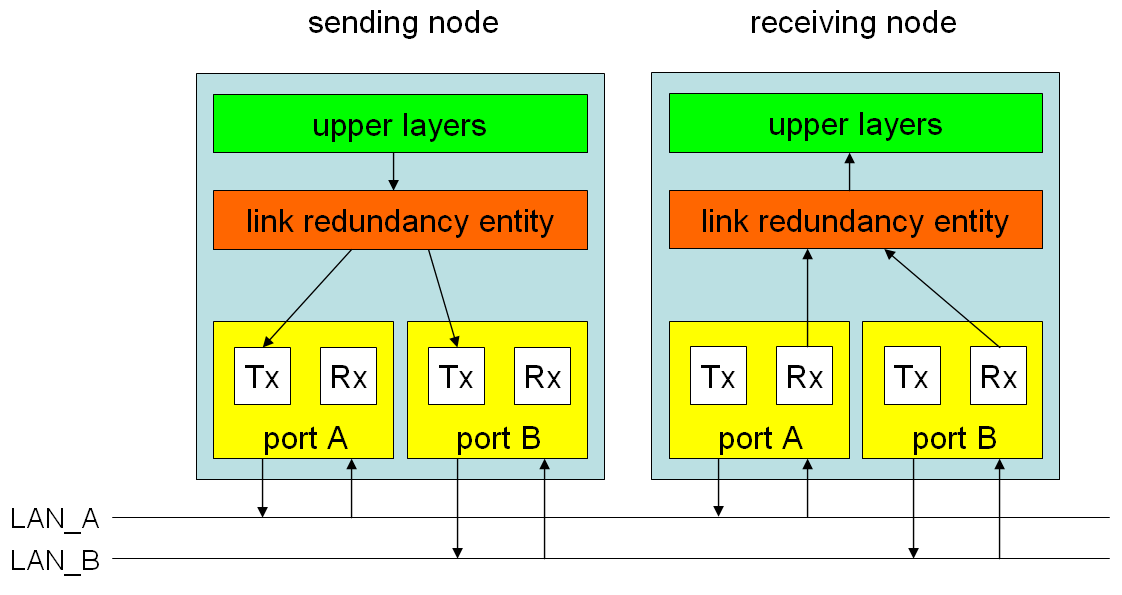 sending node
receiving node
upper layers
upper layers
link redundancy entity
link redundancy entity
Tx
Rx
Tx
Rx
Tx
Rx
Tx
Rx
port A
port B
port A
port B
LAN_A
LAN_B